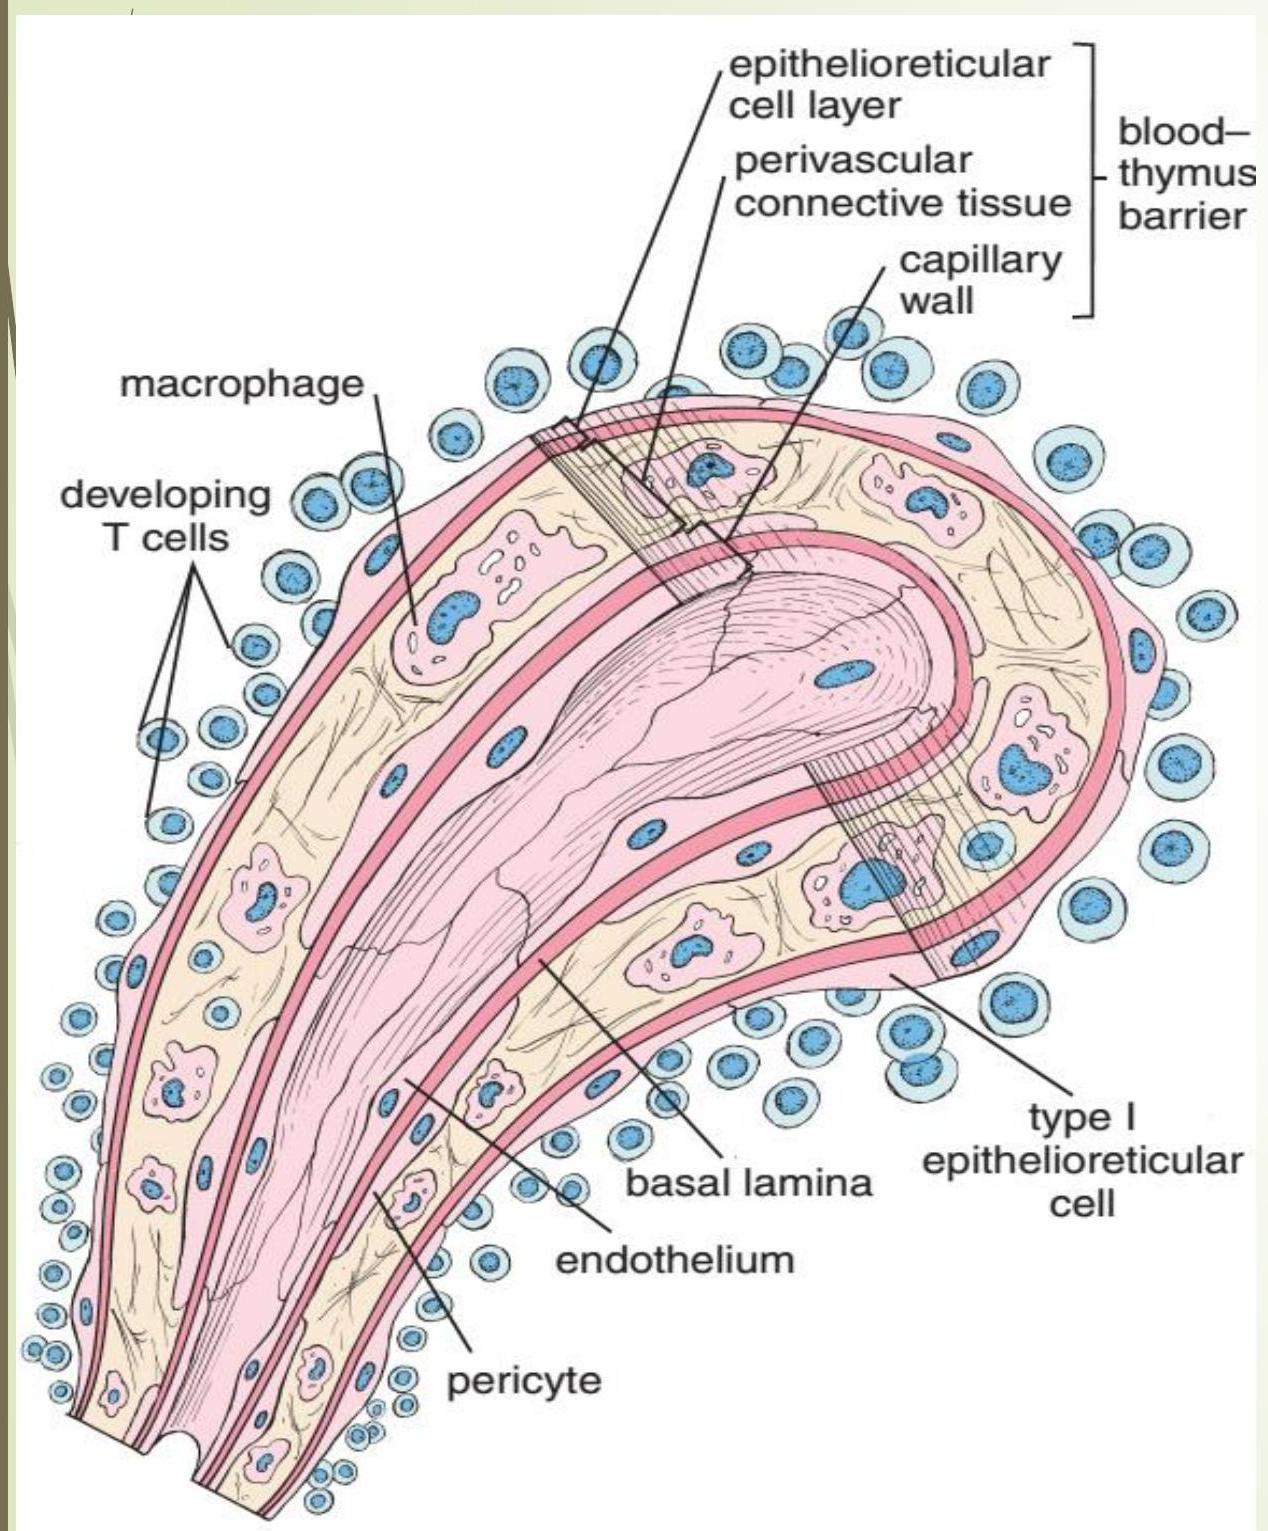 epithelioreticular
cell layer
perivascular
connective tissue
capillary
wall
blood–
thymus
barrier
macrophage
developing
T cells
type I
epithelioreticular
cell
basal lamina
endothelium
pericyte